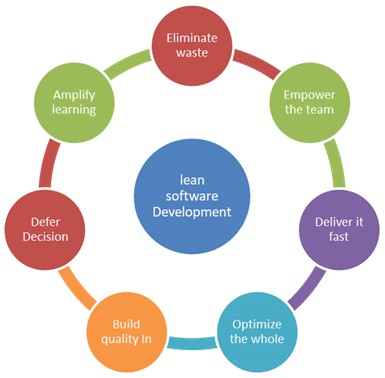 Eliminate
waste
Empower
the team
Deliver it
fast
Optimize
the whole
Build
quality In
Defer
Decision
Amplify
learning
lean
software
Development